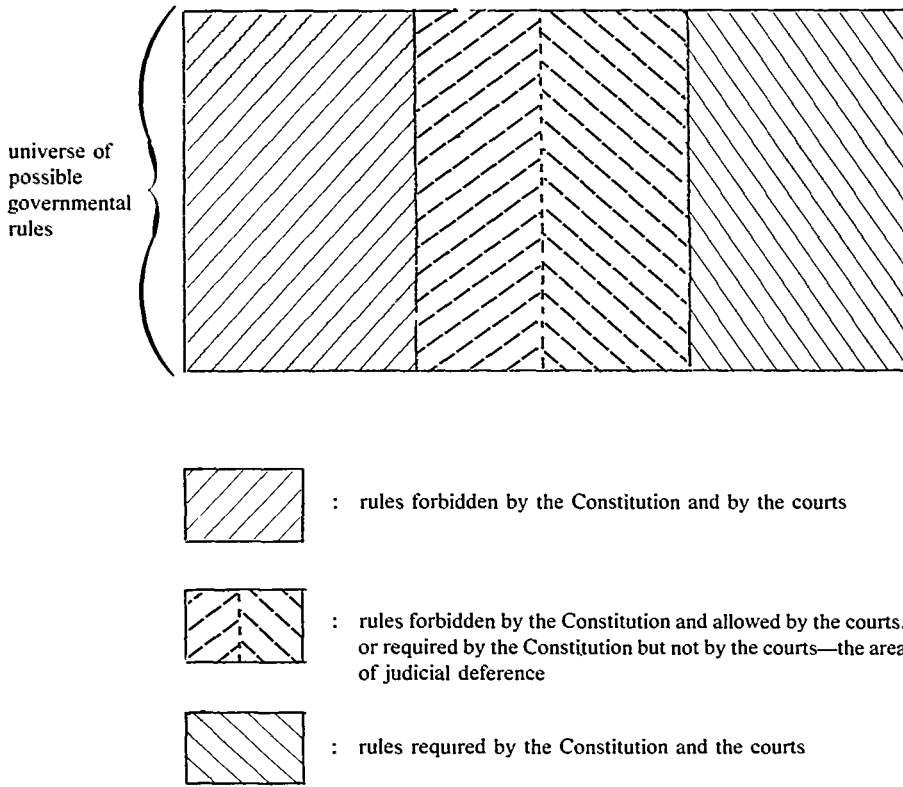 universe of
possible
governmental
rules
: rules forbidden by the Constitution and by the courts
: rules forbidden by the Constitution and allowed by the courts,
or required by the Constitution but not by the courts—the area
of judicial deference
: rules required by the Constitution and the courts